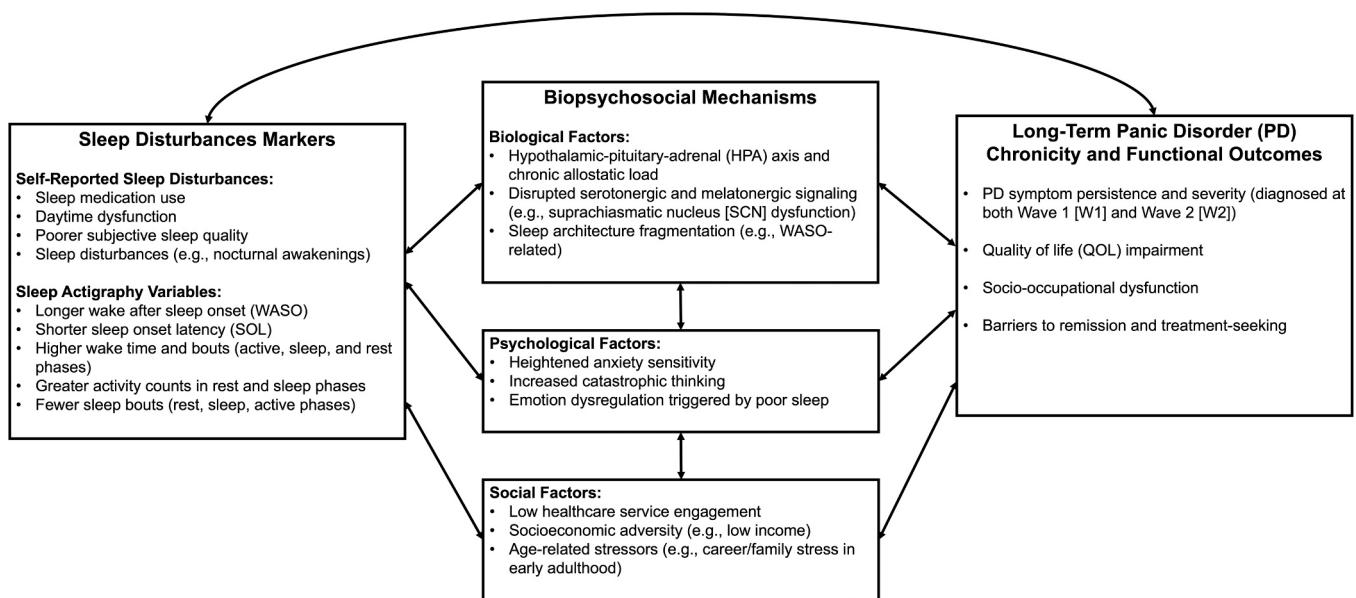 Sleep Disturbances Markers
Self-Reported Sleep Disturbances:
• Sleep medication use
• Daytime dysfunction
• Poorer subjective sleep quality
• Sleep disturbances (e.g., nocturnal awakenings)
Sleep Actigraphy Variables:
• Longer wake after sleep onset (WASO)
• Shorter sleep onset latency (SOL)
• Higher wake time and bouts (active, sleep, and rest
phases)
• Greater activity counts in rest and sleep phases
• Fewer sleep bouts (rest, sleep, active phases)
Biopsychosocial Mechanisms
Biological Factors:
• Hypothalamic-pituitary-adrenal (HPA) axis and
chronic allostatic load
• Disrupted serotonergic and melatonergic signaling
(e.g., suprachiasmatic nucleus [SCN] dysfunction)
• Sleep architecture fragmentation (e.g., WASO-
related)
Psychological Factors:
• Heightened anxiety sensitivity
• Increased catastrophic thinking
• Emotion dysregulation triggered by poor sleep
Social Factors:
• Low healthcare service engagement
• Socioeconomic adversity (e.g., low income)
• Age-related stressors (e.g., career/family stress in
early adulthood)
Long-Term Panic Disorder (PD)
Chronicity and Functional Outcomes
• PD symptom persistence and severity (diagnosed at
both Wave 1 [W1] and Wave 2 [W2])
• Quality of life (QOL) impairment
• Socio-occupational dysfunction
• Barriers to remission and treatment-seeking